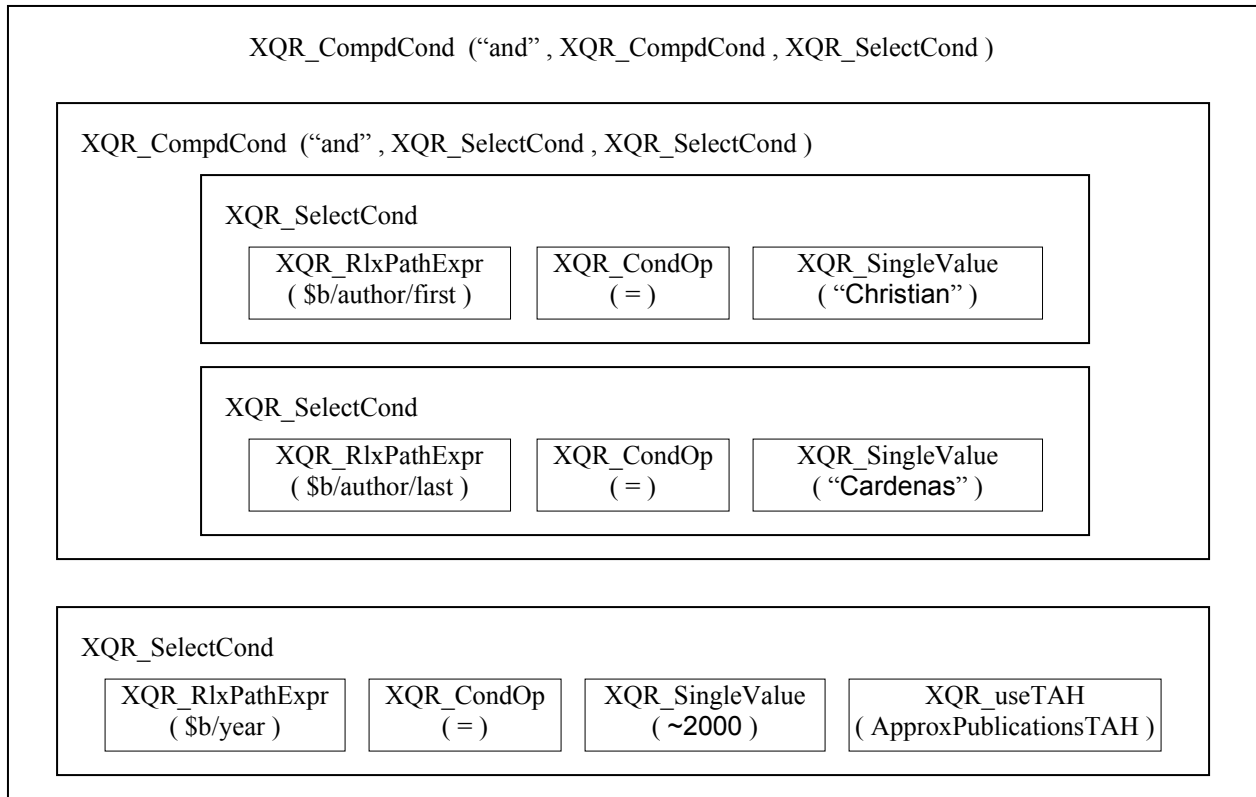 XQR_CompdCond (“and” , XQR_CompdCond , XQR_SelectCond )
XQR_CompdCond (“and” , XQR_SelectCond , XQR_SelectCond )
XQR_SelectCond
XQR_RlxPathExpr
( $b/author/first )
XQR_CondOp
( = )
XQR_SingleValue
( “Christian” )
XQR_SelectCond
XQR_RlxPathExpr
( $b/author/last )
XQR_CondOp
( = )
XQR_SingleValue
( “Cardenas” )
XQR_SelectCond
XQR_RlxPathExpr
( $b/year )
XQR_CondOp
( = )
XQR_SingleValue
( ~2000 )
XQR_useTAH
( ApproxPublicationsTAH )